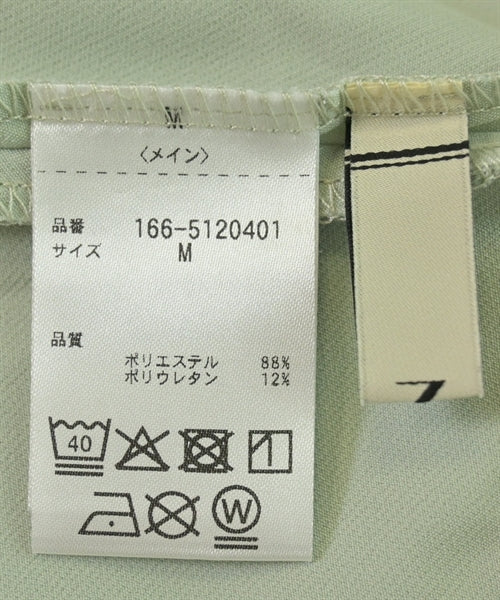 M
〈メイン〉
品番 166-5120401
サイズ M
品質
ポリエステル 88%
ポリウレタン 12%
40
W